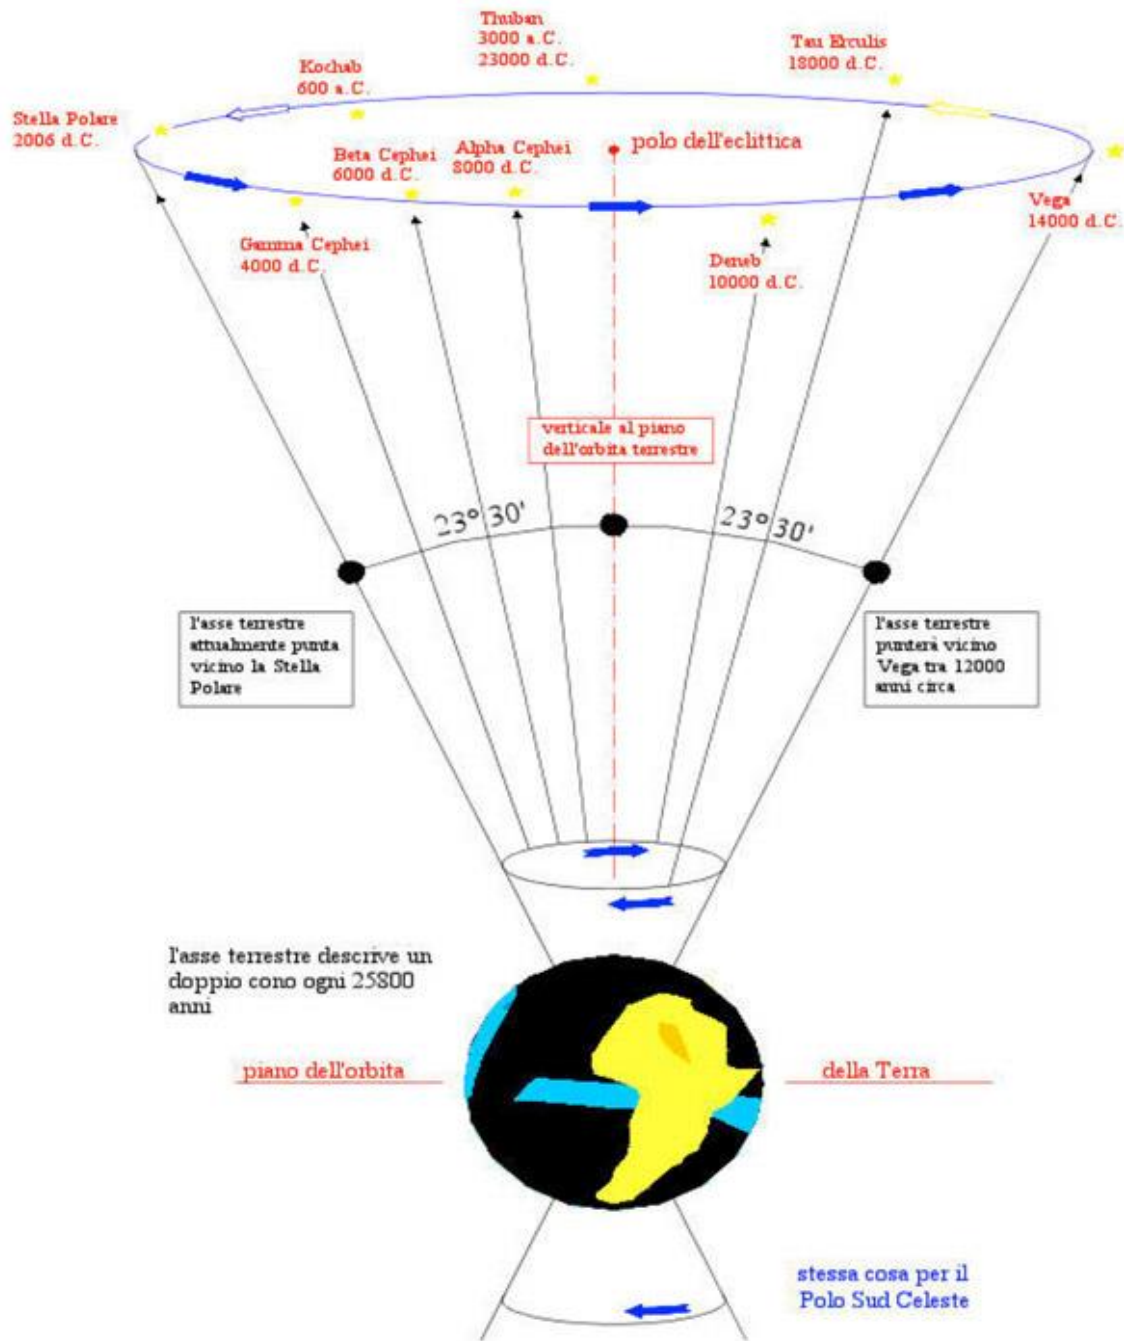 Thuban
3000 a.C.
23000 d.C.
Tau Erculis
18000 d.C.
Kochab
600 a.C.
Stella Polare
2006 d.C.
polo dell'eclittica
Beta Cephei
6000 d.C.
Alpha Cephei
8000 d.C.
Vega
14000 d.C.
Gamma Cephei
4000 d.C.
Deneb
10000 d.C.
verticale al piano
dell'orbita terrestre
23° 30'
23° 30'
l'asse terrestre
attualmente punta
vicino la Stella
Polare
l'asse terrestre
punterà vicino
Vega tra 12000
anni circa
l'asse terrestre descrive un
doppio cono ogni 25800
anni
piano dell'orbita
della Terra
stessa cosa per il
Polo Sud Celeste